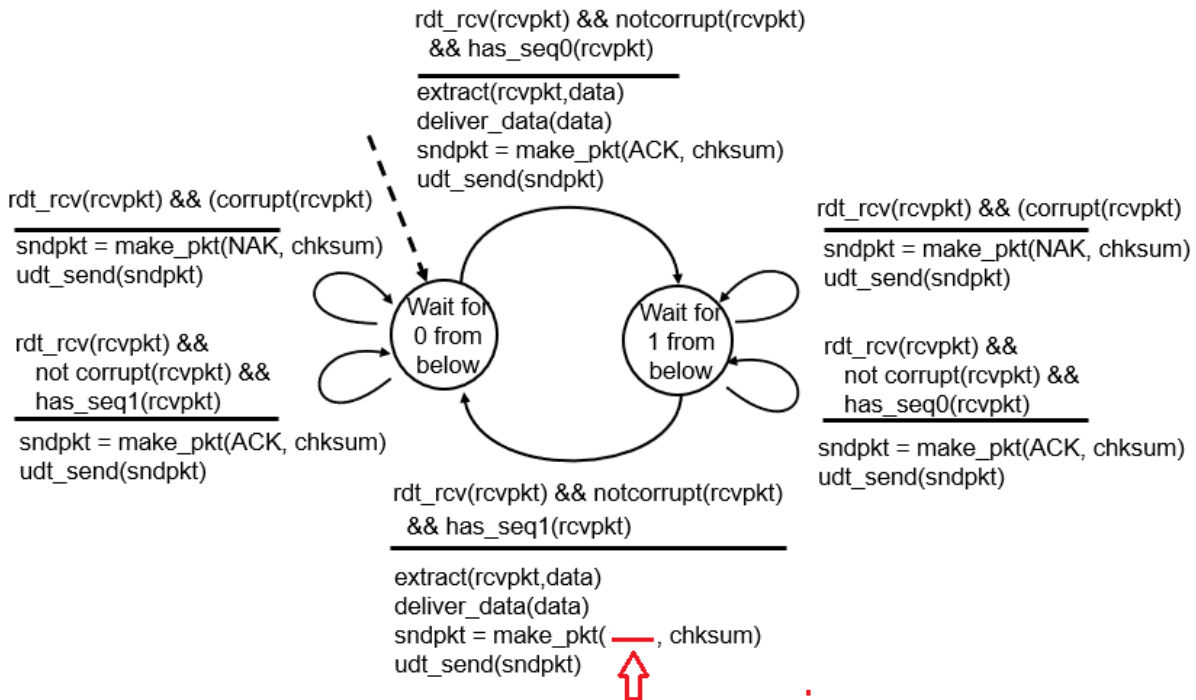 rdt_rcv(rcvpkt) && notcorrupt(rcvpkt)
&& has_seq0(rcvpkt)
extract(rcvpkt,data)
deliver_data(data)
sndpkt = make_pkt(ACK, chksum)
udt_send(sndpkt)
rdt_rcv(rcvpkt) && (corrupt(rcvpkt)
sndpkt = make_pkt(NAK, chksum)
udt_send(sndpkt)
rdt_rcv(rcvpkt) &&
not corrupt(rcvpkt) &&
has_seq1(rcvpkt)
sndpkt = make_pkt(ACK, chksum)
udt_send(sndpkt)
Wait for
0 from
below
Wait for
1 from
below
rdt_rcv(rcvpkt) && (corrupt(rcvpkt)
sndpkt = make_pkt(NAK, chksum)
udt_send(sndpkt)
rdt_rcv(rcvpkt) &&
not corrupt(rcvpkt) &&
has_seq0(rcvpkt)
sndpkt = make_pkt(ACK, chksum)
udt_send(sndpkt)
rdt_rcv(rcvpkt) && notcorrupt(rcvpkt)
&& has_seq1(rcvpkt)
extract(rcvpkt,data)
deliver_data(data)
sndpkt = make_pkt( ___, chksum)
udt_send(sndpkt)